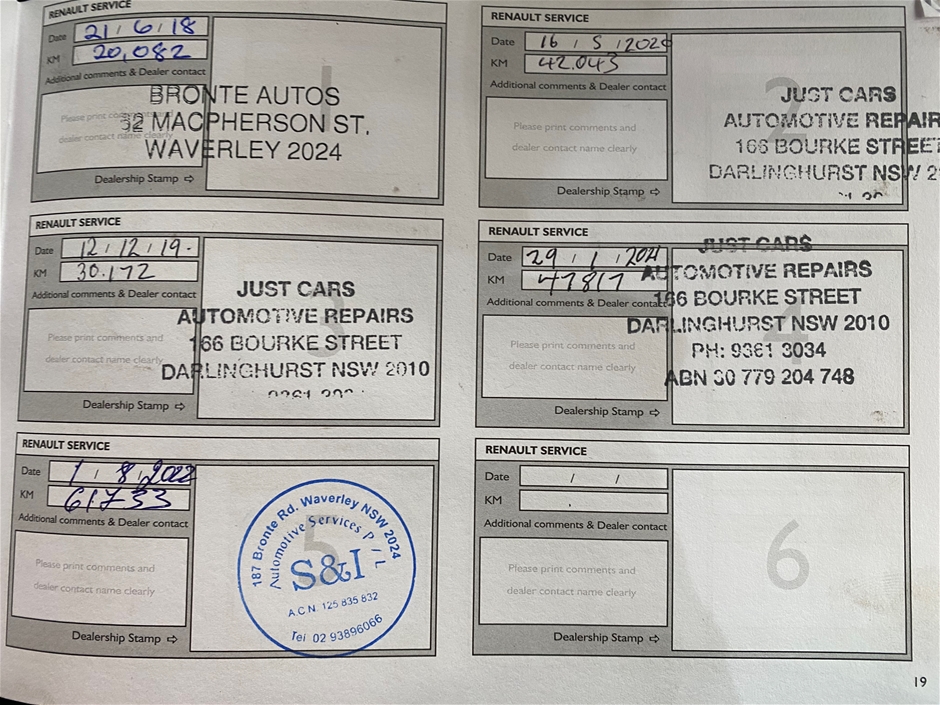 RENAULT SERVICE
Date 21 / 6 / 18
KM 20,082
Additional comments & Dealer contact
Please print comments and
dealer contact name clearly
1
BRONTE AUTOS
32 MACPHERSON ST,
WAVERLEY 2024
Dealership Stamp ⇨
RENAULT SERVICE
Date 16 / 5 / 2020
KM 42.043
Additional comments & Dealer contact
Please print comments and
dealer contact name clearly
2
JUST CARS
AUTOMOTIVE REPAIR
166 BOURKE STREET
DARLINGHURST NSW 2
Dealership Stamp ⇨
RENAULT SERVICE
Date 12 / 12 / 19.
KM 30.172
Additional comments & Dealer contact
Please print comments and
dealer contact name clearly
3
JUST CARS
AUTOMOTIVE REPAIRS
166 BOURKE STREET
DARLINGHURST NSW 2010
Dealership Stamp ⇨
RENAULT SERVICE
Date 29 / 1 / 2021
KM 47817
Additional comments & Dealer contact
Please print comments and
dealer contact name clearly
4
JUST CARS
AUTOMOTIVE REPAIRS
166 BOURKE STREET
DARLINGHURST NSW 2010
PH: 9361 3034
ABN 30 779 204 748
Dealership Stamp ⇨
RENAULT SERVICE
Date 1 / 8 / 2022
KM 61733
Additional comments & Dealer contact
Please print comments and
dealer contact name clearly
5
187 Bronte Rd. Waverley NSW 2024
Automotive Services P / L
S&I
A.C.N. 125 835 832
Tel 02 93896066
Dealership Stamp ⇨
RENAULT SERVICE
Date / /
KM .
Additional comments & Dealer contact
Please print comments and
dealer contact name clearly
6
Dealership Stamp ⇨
19